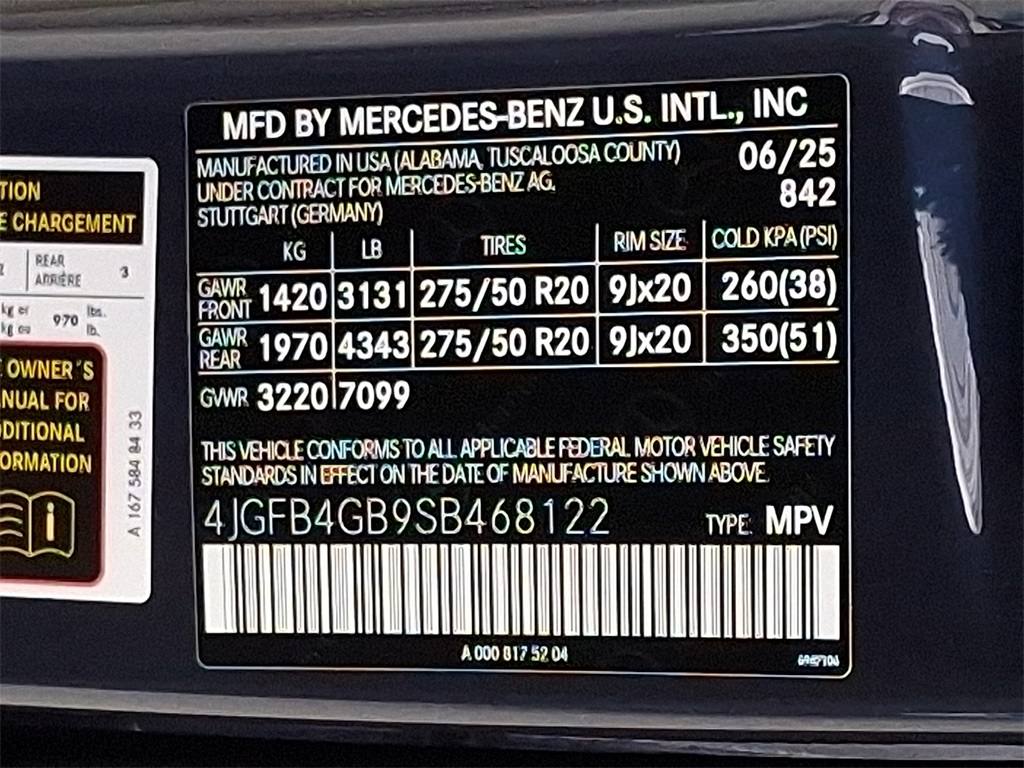 MFD BY MERCEDES-BENZ U.S. INTL., INC
MANUFACTURED IN USA (ALABAMA, TUSCALOOSA COUNTY)
UNDER CONTRACT FOR MERCEDES-BENZ AG,
STUTTGART (GERMANY)
06/25
842
KG LB TIRES RIM SIZE COLD KPA (PSI)
GAWR FRONT 1420 3131 275/50 R20 9Jx20 260(38)
GAWR REAR 1970 4343 275/50 R20 9Jx20 350(51)
GVWR 3220 7099
THIS VEHICLE CONFORMS TO ALL APPLICABLE FEDERAL MOTOR VEHICLE SAFETY
STANDARDS IN EFFECT ON THE DATE OF MANUFACTURE SHOWN ABOVE.
4JGFB4GB9SB468122 TYPE: MPV
A 000 817 52 04
TION
E CHARGEMENT
REAR
ARRIÈRE 3
kg or 970 lbs.
kg ou lb.
E OWNER'S
NUAL FOR
DITIONAL
ORMATION
i
A 167 584 84 33